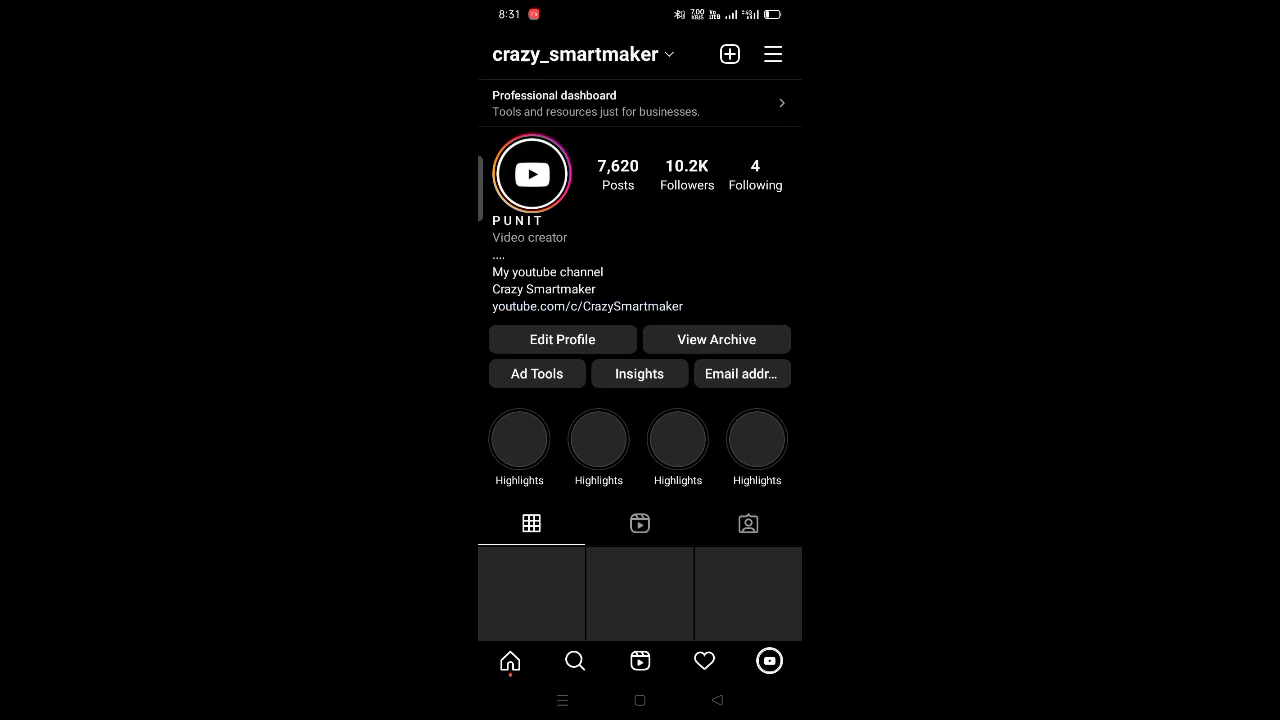 8:31
7.00
crazy_smartmaker
Professional dashboard
Tools and resources just for businesses.
7,620
Posts
10.2K
Followers
4
Following
PUNIT
Video creator
....
My youtube channel
Crazy Smartmaker
youtube.com/c/CrazySmartmaker
Edit Profile
View Archive
Ad Tools
Insights
Email addr...
Highlights
Highlights
Highlights
Highlights